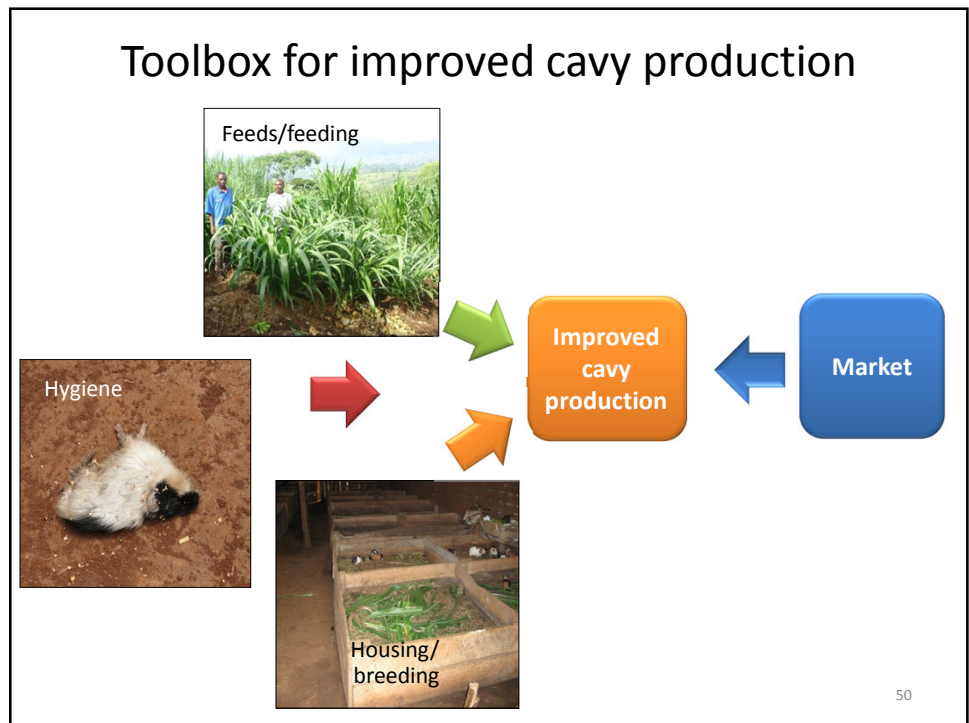 Toolbox for improved cavy production
Feeds/feeding
Hygiene
Improved
cavy
production
Market
Housing/
breeding
50